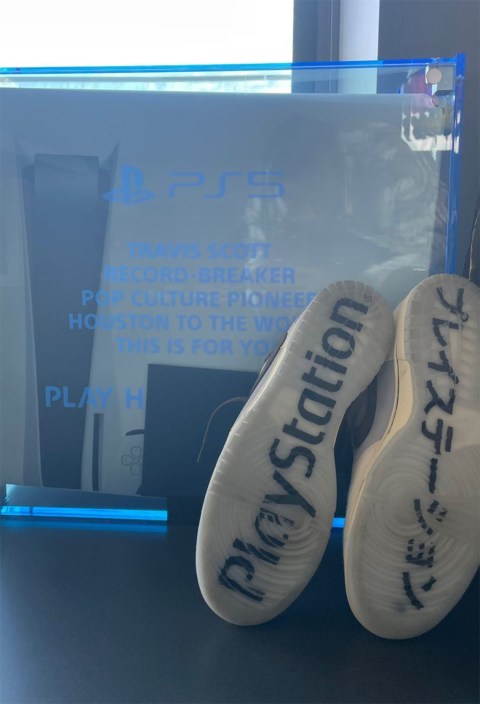 PS5
TRAVIS SCOTT
RECORD-BREAKER
POP CULTURE PIONEER
HOUSTON TO THE
THIS IS FOR
PLAY
PlayStation
プレイステーション